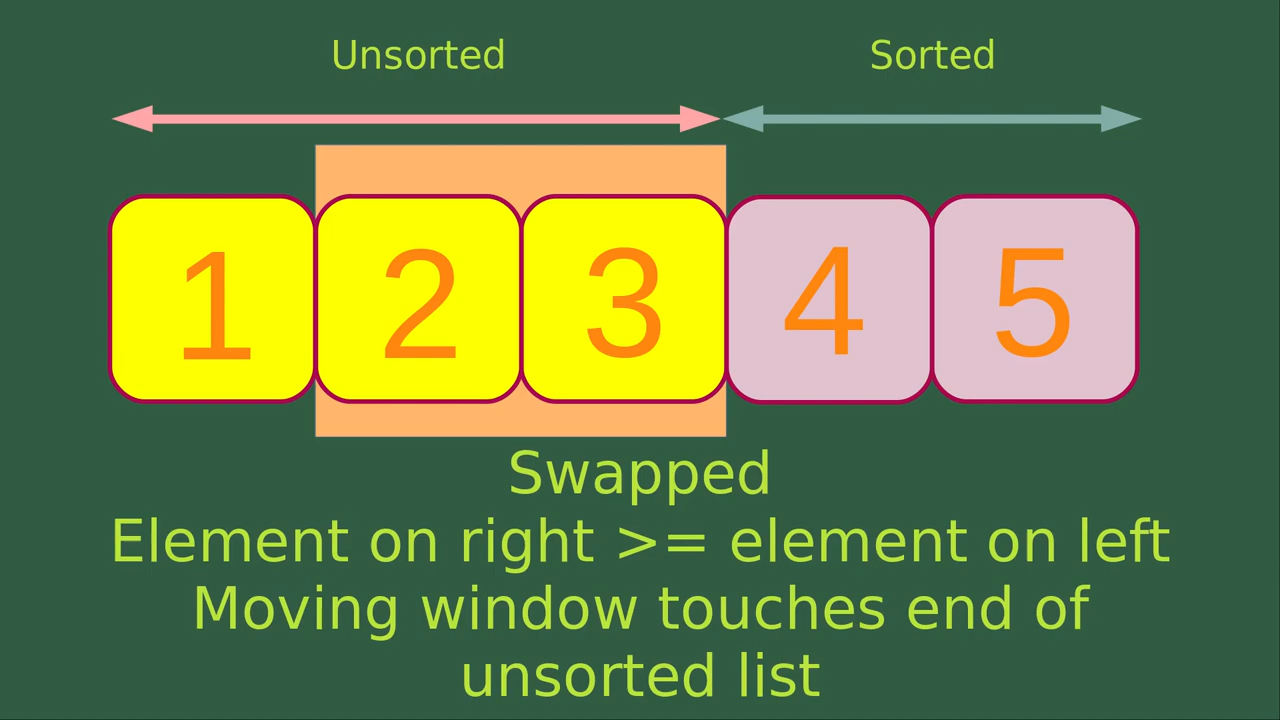 Unsorted Sorted
1 2 3 4 5
Swapped
Element on right >= element on left
Moving window touches end of
unsorted list